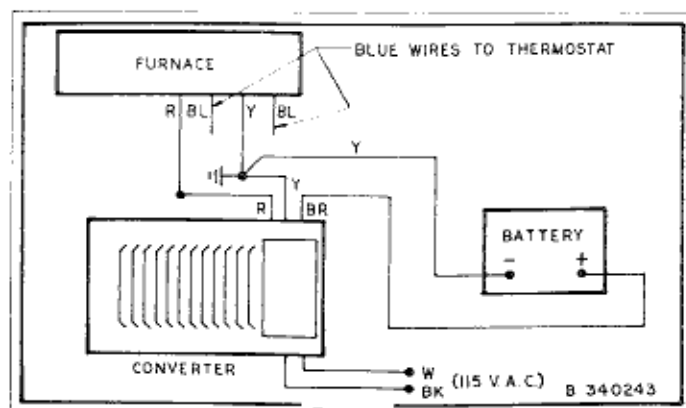 FURNACE
BLUE WIRES TO THERMOSTAT
R BL Y BL
Y
Y
R BR
BATTERY
- +
CONVERTER
W
(115 V.A.C.)
BK
B 340243